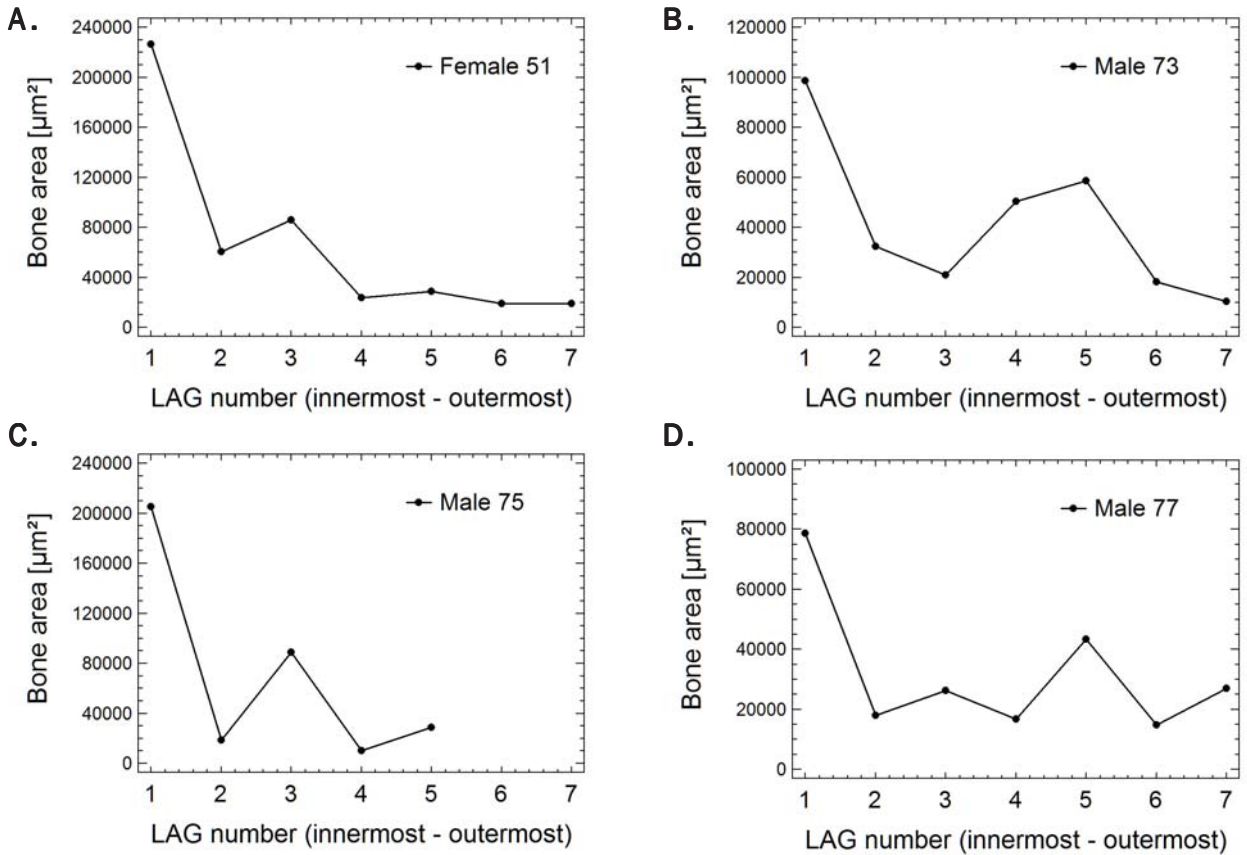 A.
240000
200000
160000
120000
80000
40000
0
Bone area [µm²]
Female 51
1 2 3 4 5 6 7
LAG number (innermost - outermost)
B.
120000
100000
80000
60000
40000
20000
0
Bone area [µm²]
Male 73
1 2 3 4 5 6 7
LAG number (innermost - outermost)
C.
240000
200000
160000
120000
80000
40000
0
Bone area [µm²]
Male 75
1 2 3 4 5 6 7
LAG number (innermost - outermost)
D.
100000
80000
60000
40000
20000
0
Bone area [µm²]
Male 77
1 2 3 4 5 6 7
LAG number (innermost - outermost)